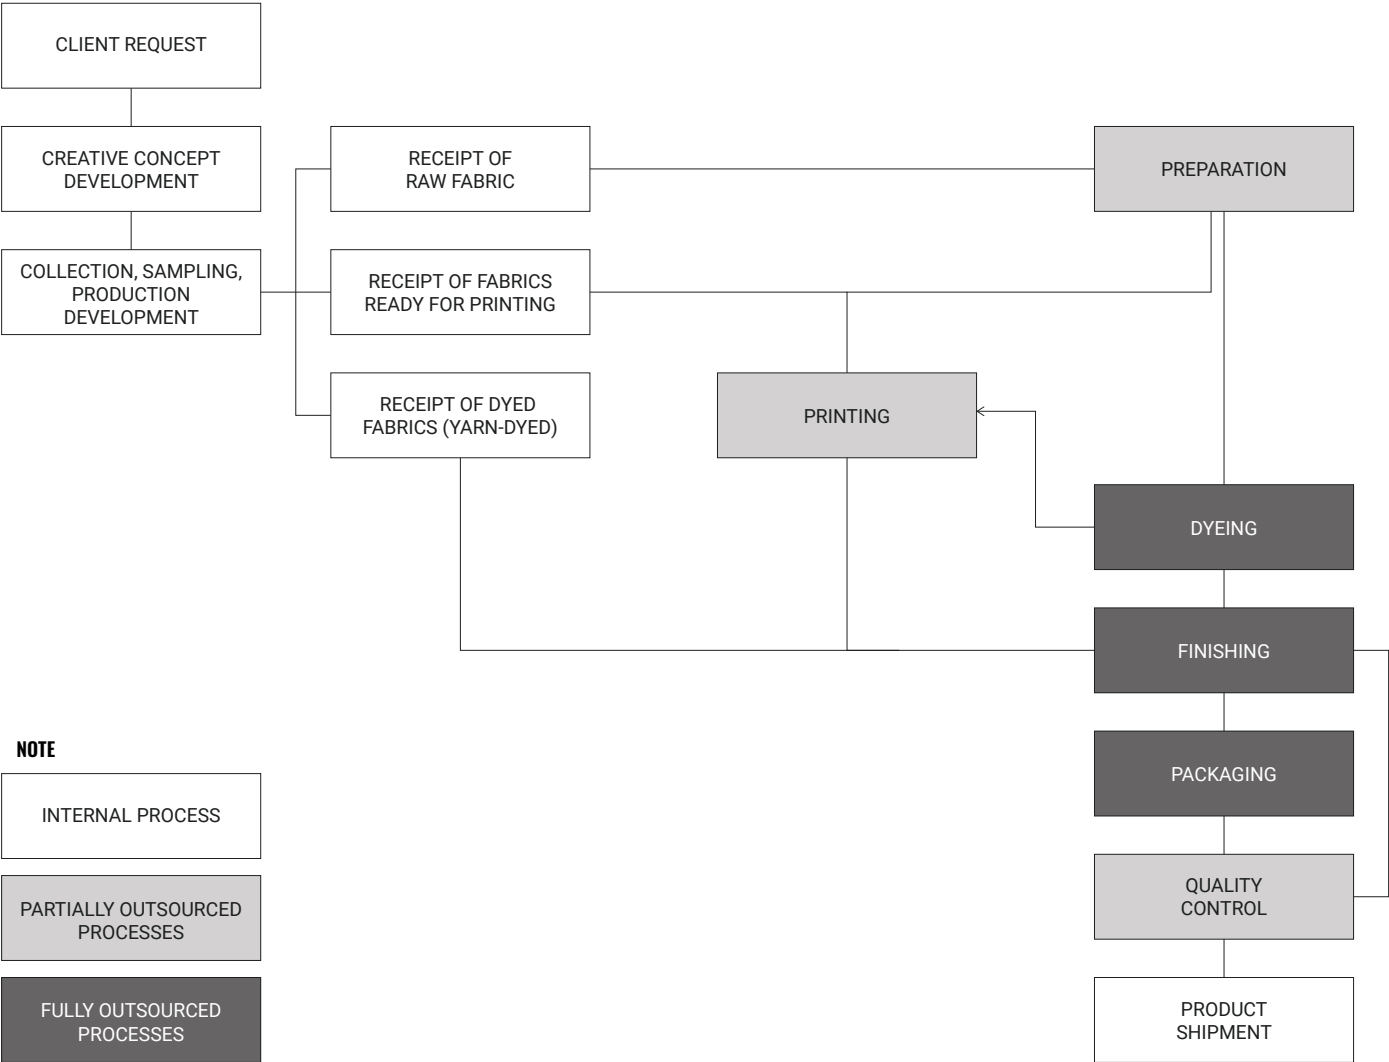 CLIENT REQUEST
CREATIVE CONCEPT
DEVELOPMENT
COLLECTION, SAMPLING,
PRODUCTION
DEVELOPMENT
RECEIPT OF
RAW FABRIC
RECEIPT OF FABRICS
READY FOR PRINTING
RECEIPT OF DYED
FABRICS (YARN-DYED)
PRINTING
PREPARATION
DYEING
FINISHING
PACKAGING
QUALITY
CONTROL
PRODUCT
SHIPMENT
NOTE
INTERNAL PROCESS
PARTIALLY OUTSOURCED
PROCESSES
FULLY OUTSOURCED
PROCESSES